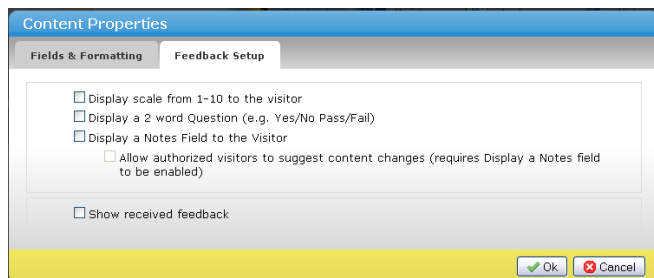 Content Properties
Fields & Formatting
Feedback Setup
Display scale from 1-10 to the visitor
Display a 2 word Question (e.g. Yes/No Pass/Fail)
Display a Notes Field to the Visitor
Allow authorized visitors to suggest content changes (requires Display a Notes field
to be enabled)
Show received feedback
Ok
Cancel